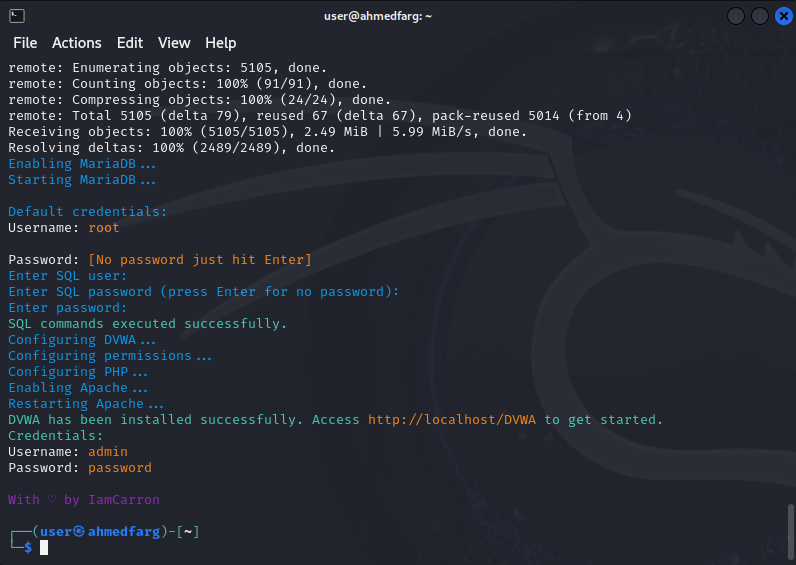 user@ahmedfarg: ~
File Actions Edit View Help
remote: Enumerating objects: 5105, done.
remote: Counting objects: 100% (91/91), done.
remote: Compressing objects: 100% (24/24), done.
remote: Total 5105 (delta 79), reused 67 (delta 67), pack-reused 5014 (from 4)
Receiving objects: 100% (5105/5105), 2.49 MiB | 5.99 MiB/s, done.
Resolving deltas: 100% (2489/2489), done.
Enabling MariaDB...
Starting MariaDB...
Default credentials:
Username: root
Password: [No password just hit Enter]
Enter SQL user:
Enter SQL password (press Enter for no password):
Enter password:
SQL commands executed successfully.
Configuring DVWA...
Configuring permissions...
Configuring PHP...
Enabling Apache...
Restarting Apache...
DVWA has been installed successfully. Access http://localhost/DVWA to get started.
Credentials:
Username: admin
Password: password
With ♡ by IamCarron
┌──(user㉿ahmedfarg)-[~]
└─$